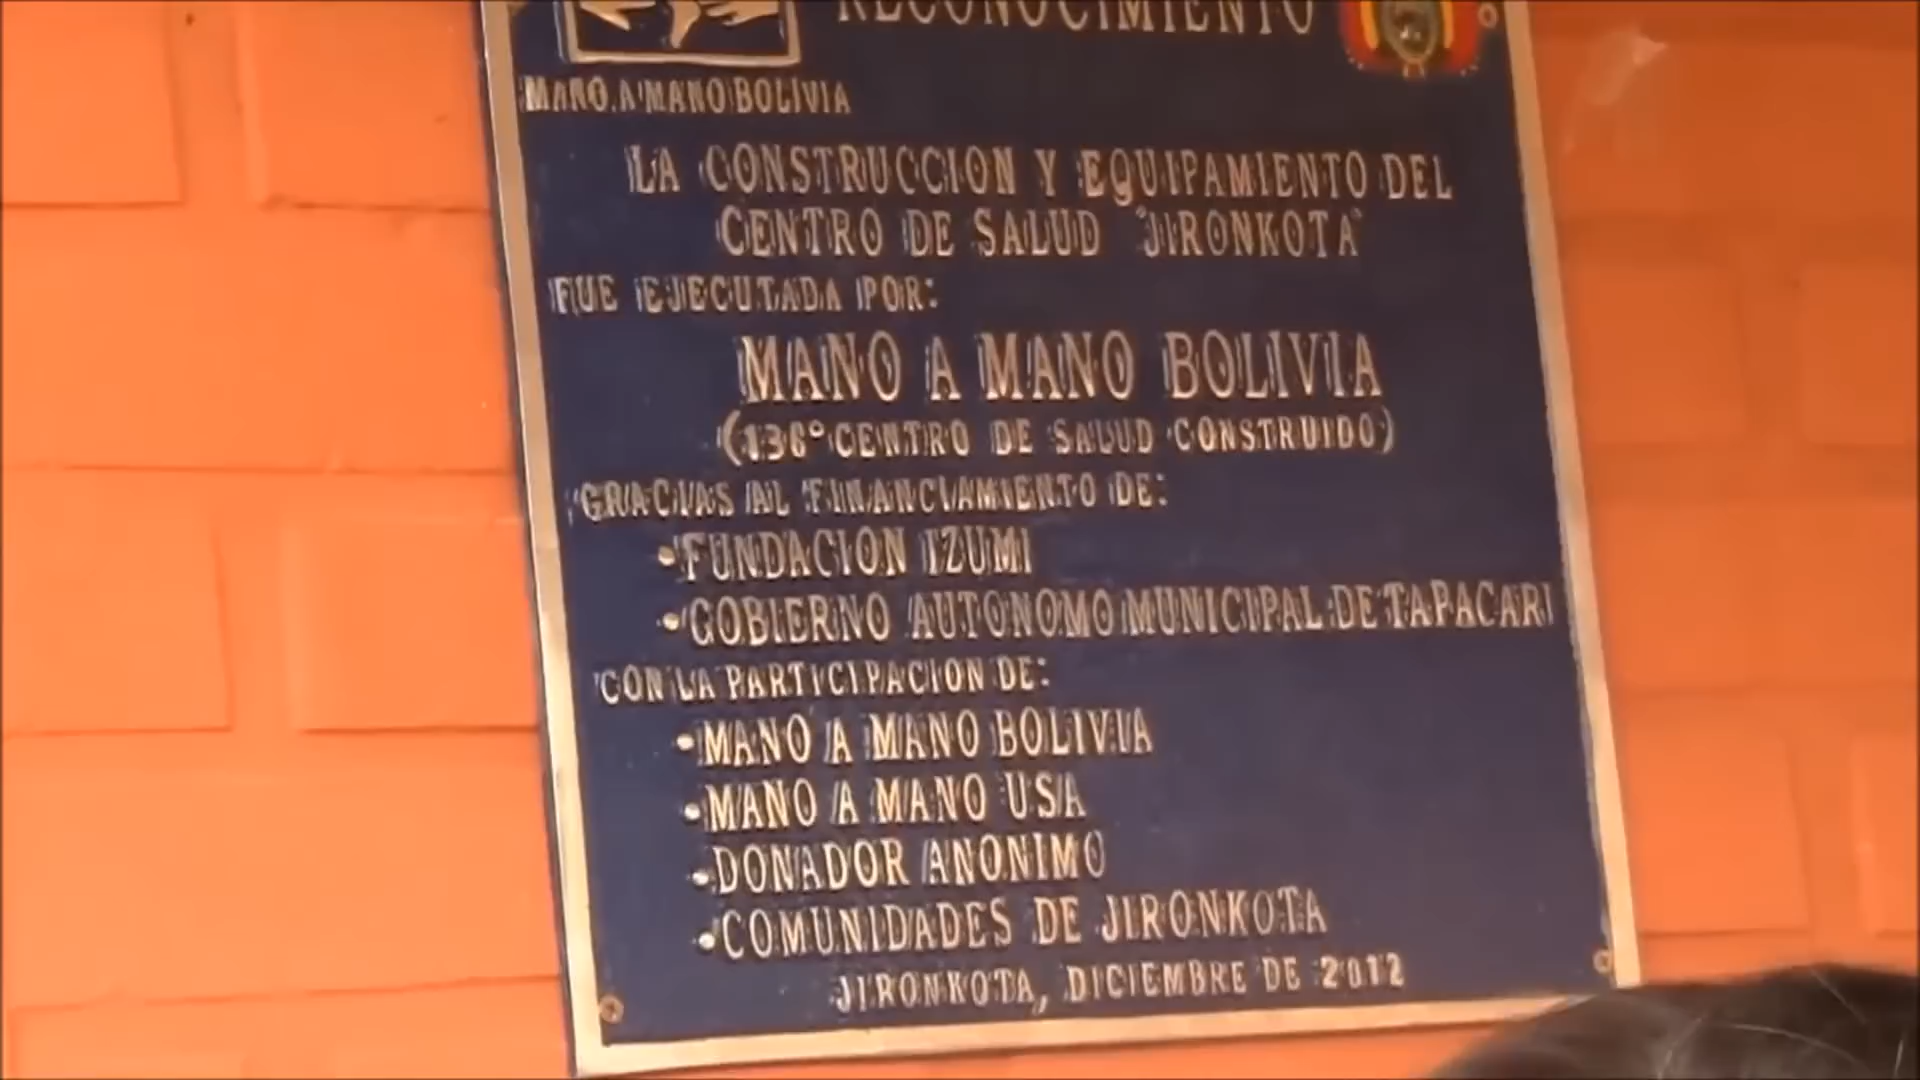 RECONOCIMIENTO
MANO A MANO BOLIVIA
LA CONSTRUCCION Y EQUIPAMIENTO DEL
CENTRO DE SALUD "JIRONKOTA"
FUE EJECUTADA POR:
MANO A MANO BOLIVIA
(136° CENTRO DE SALUD CONSTRUIDO)
GRACIAS AL FINANCIAMIENTO DE:
•FUNDACION IZUMI
•GOBIERNO AUTONOMO MUNICIPAL DE TAPACARI
CON LA PARTICIPACION DE:
•MANO A MANO BOLIVIA
•MANO A MANO USA
•DONADOR ANONIMO
•COMUNIDADES DE JIRONKOTA
JIRONKOTA, DICIEMBRE DE 2012